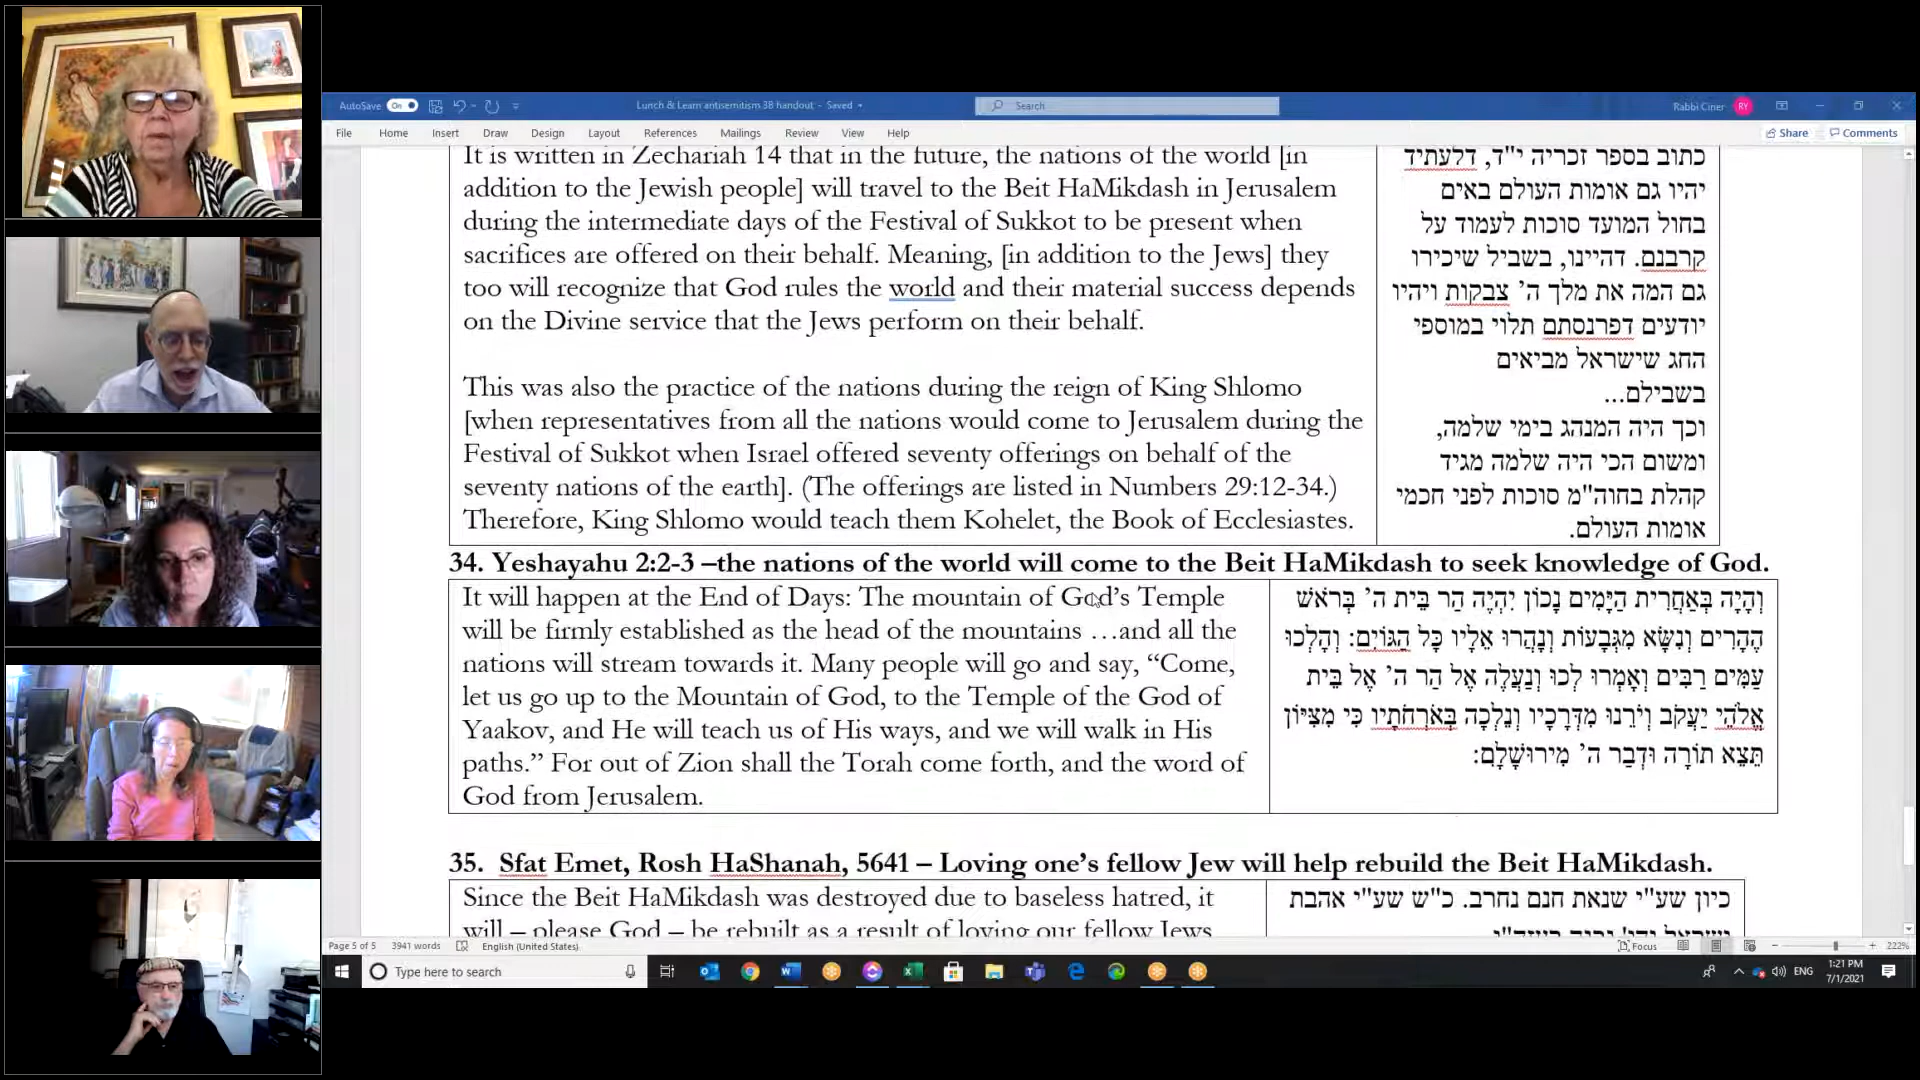 AutoSave On
Lunch & Learn antisemitism 38 handout - Saved
Search
Rabbi Ciner RY
File Home Insert Draw Design Layout References Mailings Review View Help Share Comments
It is written in Zechariah 14 that in the future, the nations of the world [in
addition to the Jewish people] will travel to the Beit HaMikdash in Jerusalem
during the intermediate days of the Festival of Sukkot to be present when
sacrifices are offered on their behalf. Meaning, [in addition to the Jews] they
too will recognize that God rules the world and their material success depends
on the Divine service that the Jews perform on their behalf.
This was also the practice of the nations during the reign of King Shlomo
[when representatives from all the nations would come to Jerusalem during the
Festival of Sukkot when Israel offered seventy offerings on behalf of the
seventy nations of the earth]. (The offerings are listed in Numbers 29:12-34.)
Therefore, King Shlomo would teach them Kohelet, the Book of Ecclesiastes.
כתוב בספר זכריה י"ד, דלעתיד
יהיו גם אומות העולם באים
בחול המועד סוכות לעמוד על
קרבנם. דהיינו, בשביל שיכירו
גם המה את מלך ה' צבקות ויהיו
יודעים דפרנסתם תלוי במוספי
החג שישראל מביאים
בשבילם...
וכך היה המנהג בימי שלמה,
ומשום הכי היה שלמה מגיד
קהלת בחוה"מ סוכות לפני חכמי
אומות העולם.
34. Yeshayahu 2:2-3 –the nations of the world will come to the Beit HaMikdash to seek knowledge of God.
It will happen at the End of Days: The mountain of God's Temple
will be firmly established as the head of the mountains …and all the
nations will stream towards it. Many people will go and say, "Come,
let us go up to the Mountain of God, to the Temple of the God of
Yaakov, and He will teach us of His ways, and we will walk in His
paths." For out of Zion shall the Torah come forth, and the word of
God from Jerusalem.
וְהָיָה בְּאַחֲרִית הַיָּמִים נָכוֹן יִהְיֶה הַר בֵּית ה' בְּרֹאשׁ
הֶהָרִים וְנִשָּׂא מִגְּבָעוֹת וְנָהֲרוּ אֵלָיו כָּל הַגּוֹיִם: וְהָלְכוּ
עַמִּים רַבִּים וְאָמְרוּ לְכוּ וְנַעֲלֶה אֶל הַר ה' אֶל בֵּית
אֱלֹהֵי יַעֲקֹב וְיֹרֵנוּ מִדְּרָכָיו וְנֵלְכָה בְּאֹרְחֹתָיו כִּי מִצִּיּוֹן
תֵּצֵא תוֹרָה וּדְבַר ה' מִירוּשָׁלִָם:
35. Sfat Emet, Rosh HaShanah, 5641 – Loving one's fellow Jew will help rebuild the Beit HaMikdash.
Since the Beit HaMikdash was destroyed due to baseless hatred, it
will – please God – be rebuilt as a result of loving our fellow Jews
כיון שע"י שנאת חנם נחרב. כ"ש שע"י אהבת
Page 5 of 5 3941 words English (United States) Focus 222%
Type here to search
ENG
1:21 PM
7/1/2021